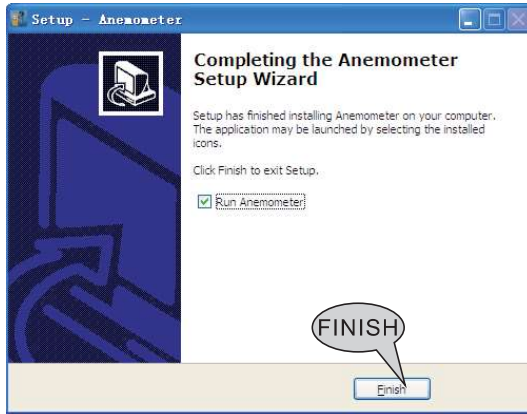 Setup - Anemometer
Completing the Anemometer
Setup Wizard
Setup has finished installing Anemometer on your computer.
The application may be launched by selecting the installed
icons.
Click Finish to exit Setup.
Run Anemometer
FINISH
Finish